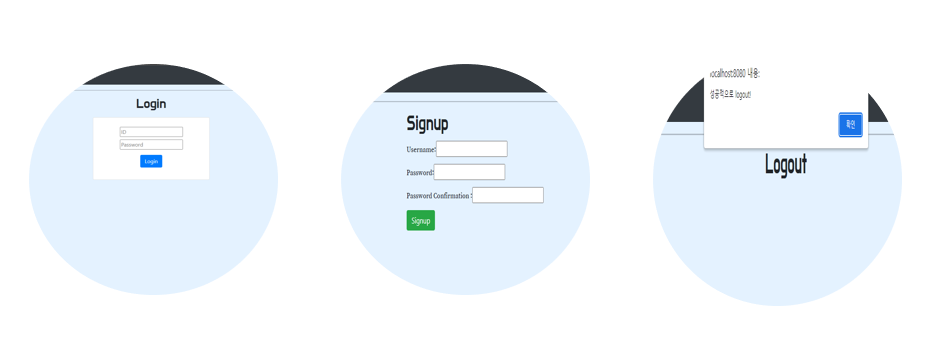 Login
ID
Password
Login
Signup
Username:
Password:
Password Confirmation :
Signup
localhost:8080 내용:
성공적으로 logout!
확인
Logout